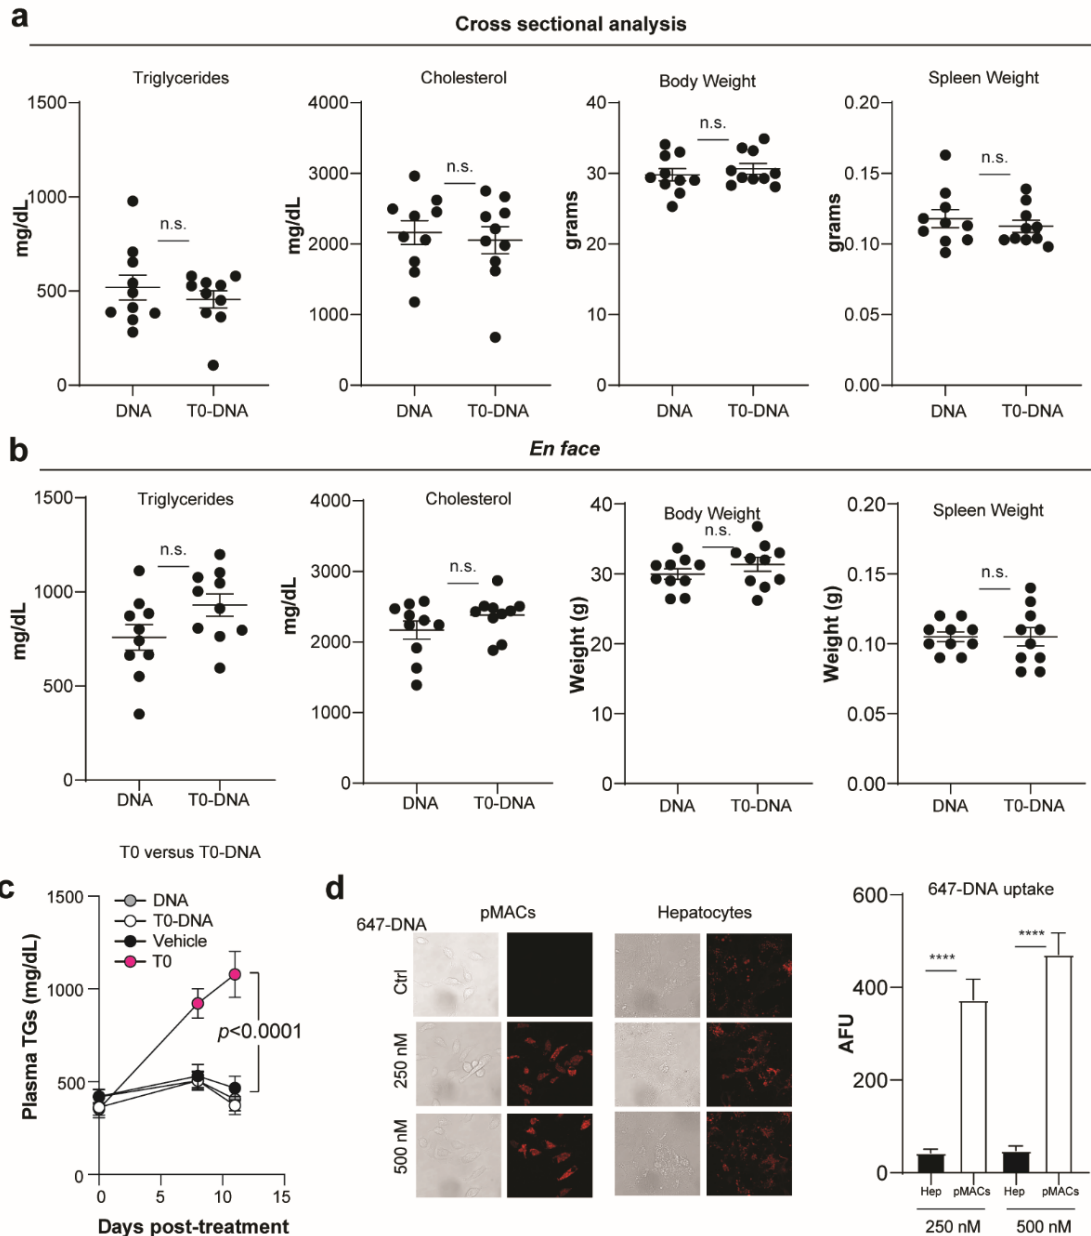 a
Cross sectional analysis
Triglycerides
Cholesterol
Body Weight
Spleen Weight
1500
1000
500
0
mg/dL
n.s.
DNA
T0-DNA
4000
3000
2000
1000
0
mg/dL
n.s.
DNA
T0-DNA
40
30
20
10
0
grams
n.s.
DNA
T0-DNA
0.20
0.15
0.10
0.05
0.00
grams
n.s.
DNA
T0-DNA
b
En face
Triglycerides
Cholesterol
Body Weight
Spleen Weight
1500
1000
500
0
mg/dL
n.s.
DNA
T0-DNA
4000
3000
2000
1000
0
mg/dL
n.s.
DNA
T0-DNA
40
30
20
10
0
Weight (g)
n.s.
DNA
T0-DNA
0.20
0.15
0.10
0.05
0.00
Weight (g)
n.s.
DNA
T0-DNA
c
T0 versus T0-DNA
1500
1000
500
0
Plasma TGs (mg/dL)
DNA
T0-DNA
Vehicle
T0
p<0.0001
0
5
10
15
Days post-treatment
d
647-DNA
pMACs
Hepatocytes
Ctrl
250 nM
500 nM
647-DNA uptake
600
400
200
0
AFU
****
****
Hep
pMACs
Hep
pMACs
250 nM
500 nM